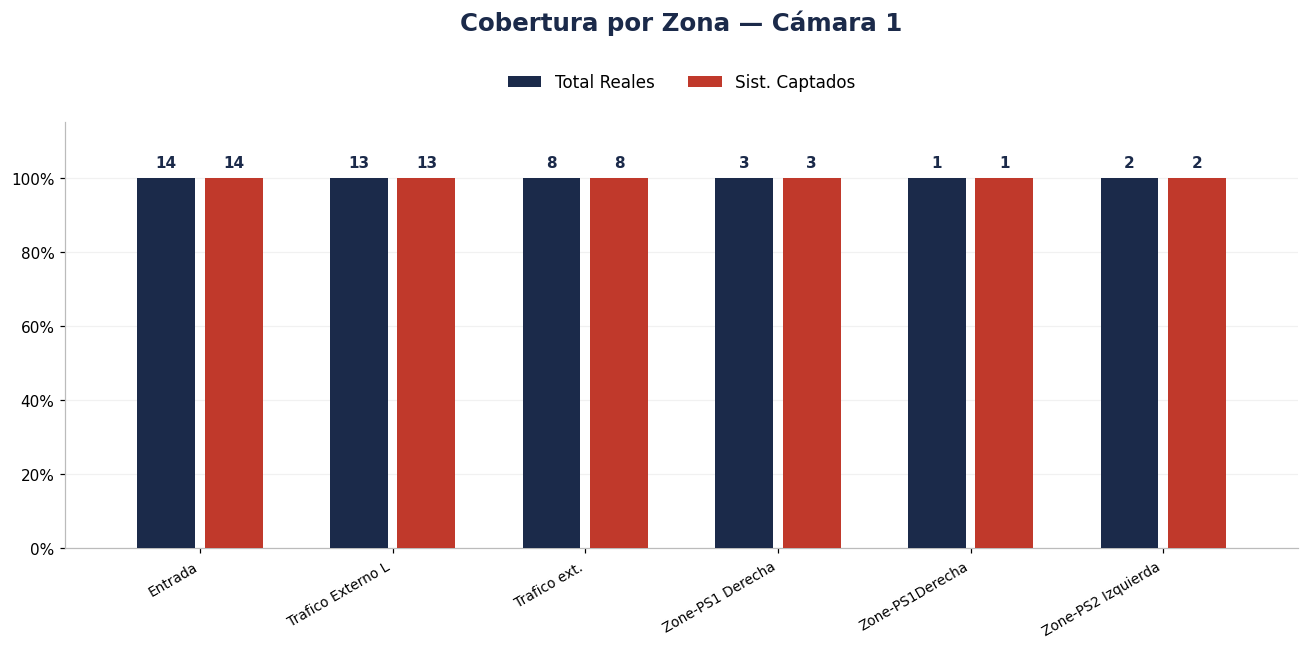 Cobertura por Zona — Cámara 1
Total Reales
Sist. Captados
14 14 13 13 8 8 3 3 1 1 2 2
100%
80%
60%
40%
20%
0%
Entrada
Trafico Externo L
Trafico ext.
Zone-PS1 Derecha
Zone-PS1Derecha
Zone-PS2 Izquierda